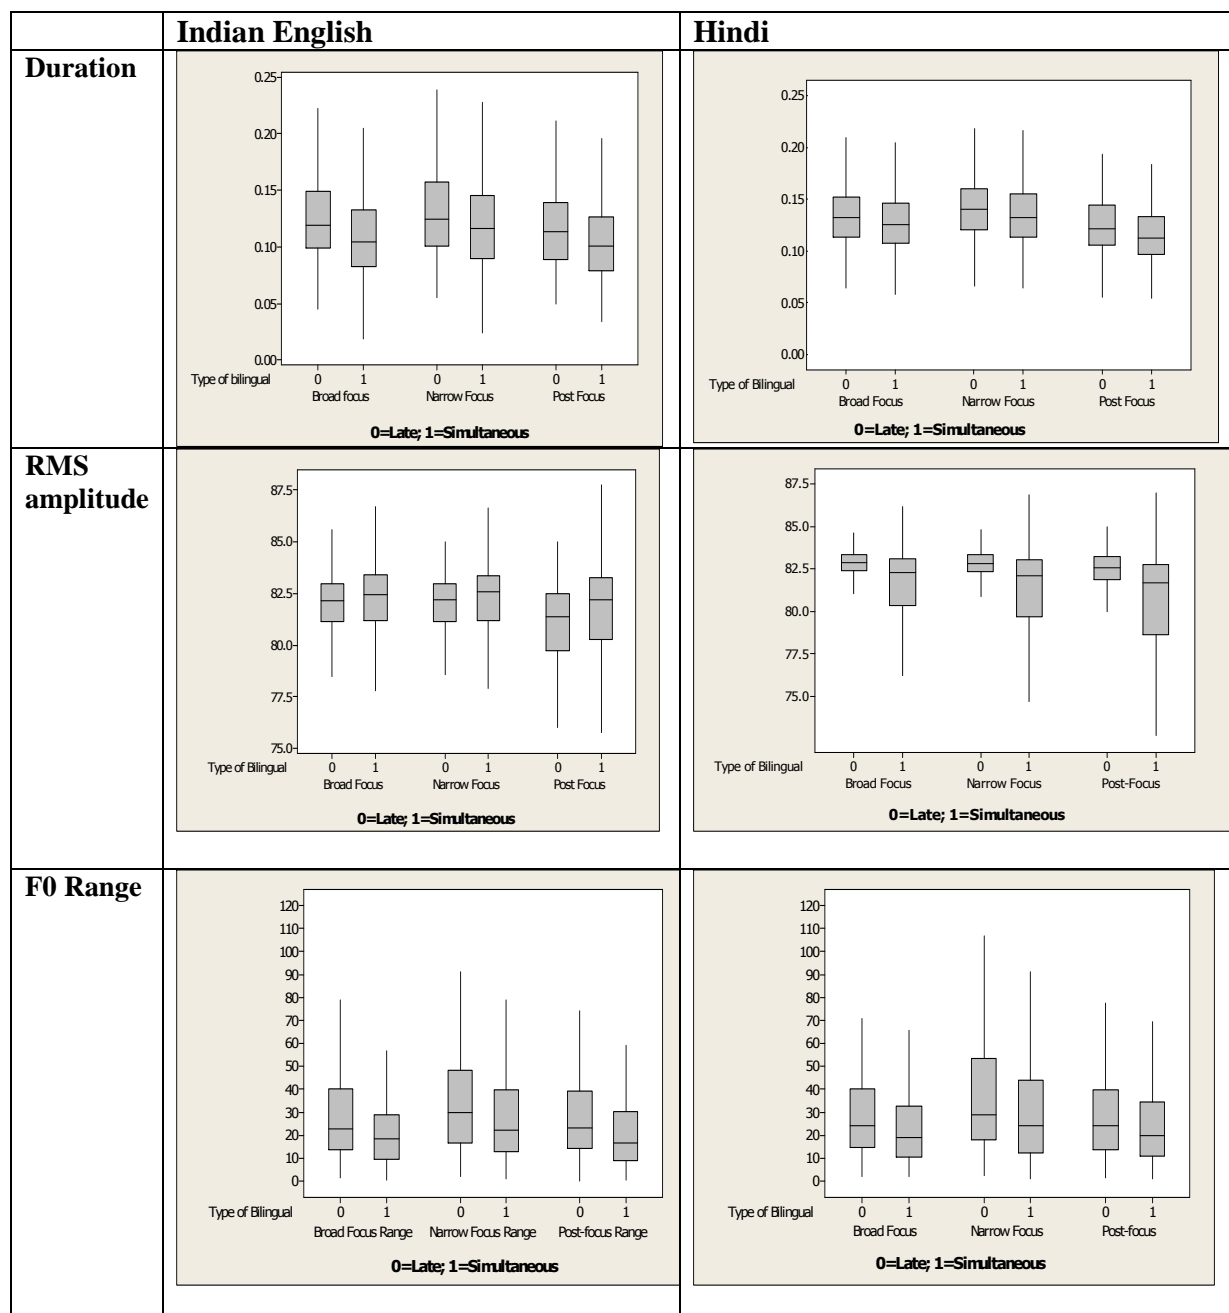 Indian English Hindi
Duration
0.25
0.20
0.15
0.10
0.05
0.00
Type of bilingual 0 1 0 1 0 1
Broad focus Narrow Focus Post Focus
0=Late; 1=Simultaneous
0.25
0.20
0.15
0.10
0.05
0.00
Type of Bilingual 0 1 0 1 0 1
Broad Focus Narrow Focus Post Focus
0=Late; 1=Simultaneous
RMS
amplitude
87.5
85.0
82.5
80.0
77.5
75.0
Type of Bilingual 0 1 0 1 0 1
Broad Focus Narrow Focus Post Focus
0=Late; 1=Simultaneous
87.5
85.0
82.5
80.0
77.5
75.0
Type of Bilingual 0 1 0 1 0 1
Broad Focus Narrow Focus Post-Focus
0=Late; 1=Simultaneous
F0 Range
120
110
100
90
80
70
60
50
40
30
20
10
0
Type of Bilingual 0 1 0 1 0 1
Broad Focus Range Narrow Focus Range Post-focus Range
0=Late; 1=Simultaneous
120
110
100
90
80
70
60
50
40
30
20
10
0
Type of Bilingual 0 1 0 1 0 1
Broad Focus Narrow Focus Post-focus
0=Late; 1=Simultaneous